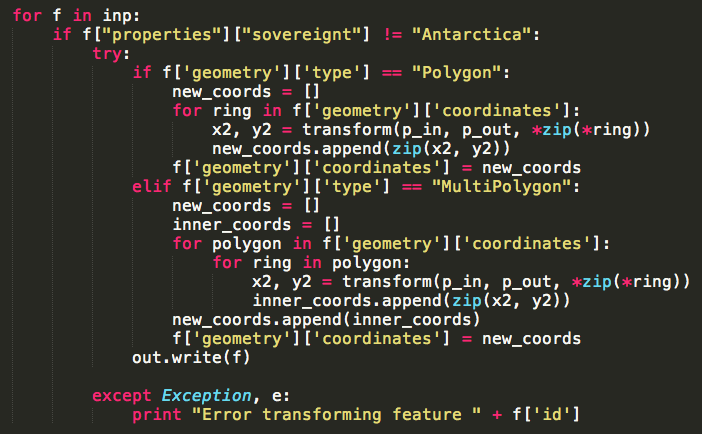 for f in inp:
    if f["properties"]["sovereignt"] != "Antarctica":
        try:
            if f['geometry']['type'] == "Polygon":
                new_coords = []
                for ring in f['geometry']['coordinates']:
                    x2, y2 = transform(p_in, p_out, *zip(*ring))
                    new_coords.append(zip(x2, y2))
                f['geometry']['coordinates'] = new_coords
            elif f['geometry']['type'] == "MultiPolygon":
                new_coords = []
                inner_coords = []
                for polygon in f['geometry']['coordinates']:
                    for ring in polygon:
                        x2, y2 = transform(p_in, p_out, *zip(*ring))
                        inner_coords.append(zip(x2, y2))
                new_coords.append(inner_coords)
                f['geometry']['coordinates'] = new_coords
            out.write(f)

        except Exception, e:
            print "Error transforming feature " + f['id']